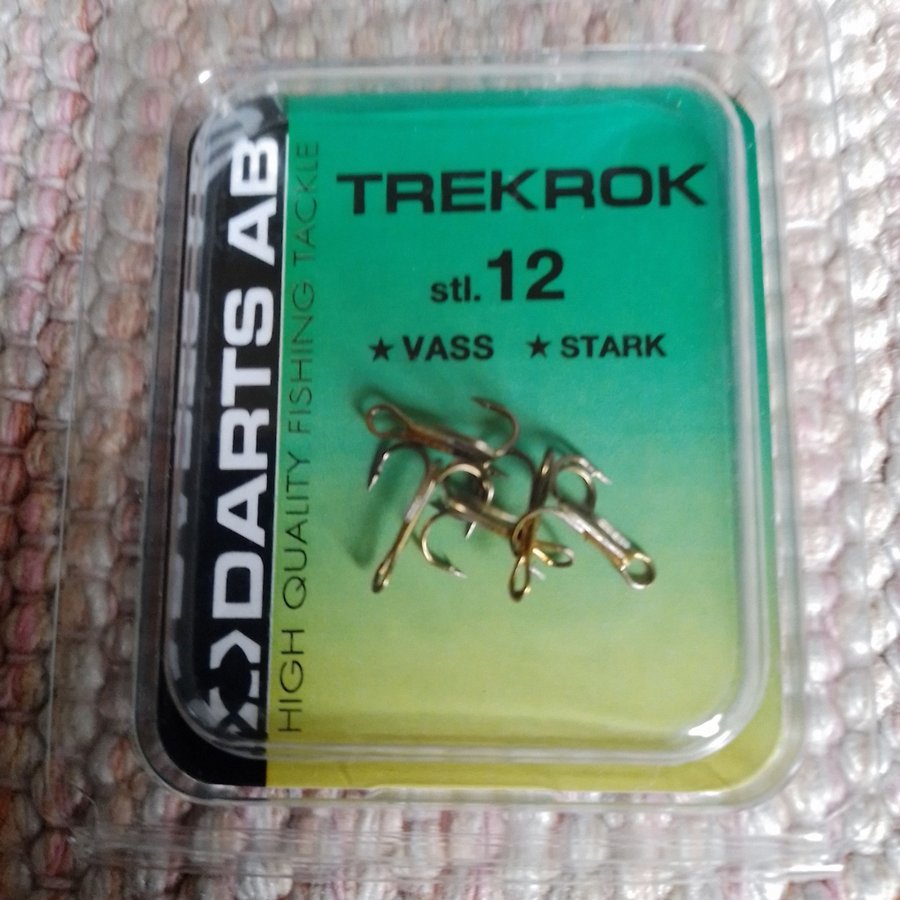 DARTS AB
HIGH QUALITY FISHING TACKLE
TREKROK
stl. 12
★ VASS ★ STARK